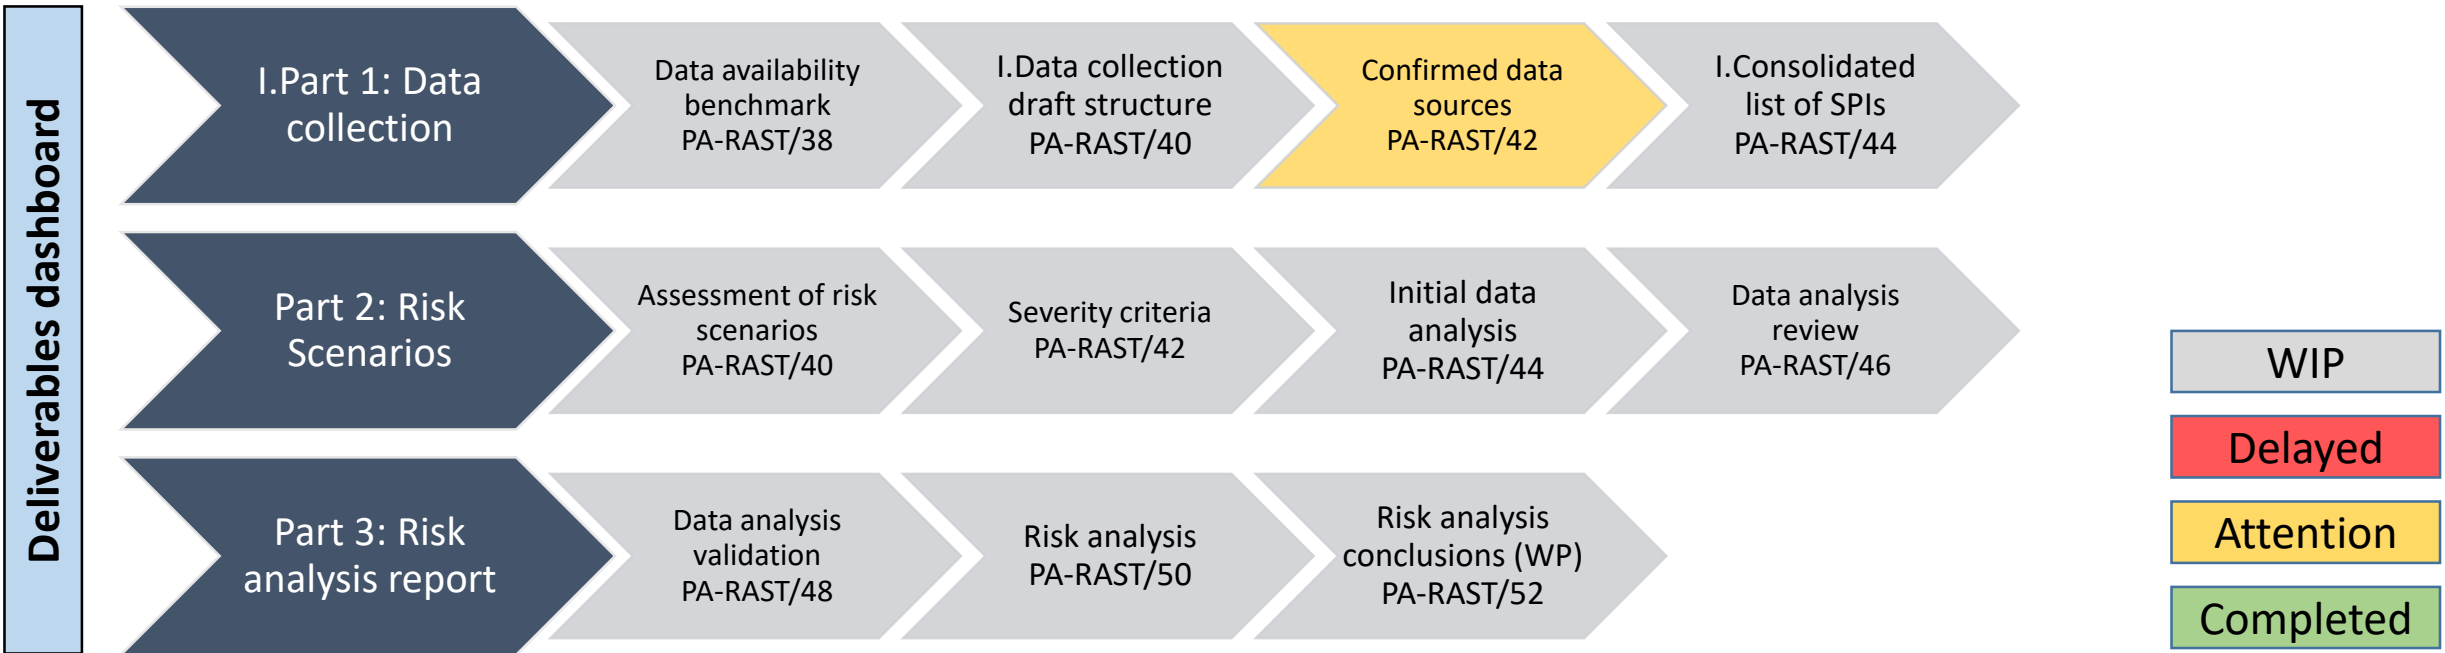 Deliverables dashboard
I.Part 1: Data
collection
Data availability
benchmark
PA-RAST/38
I.Data collection
draft structure
PA-RAST/40
Confirmed data
sources
PA-RAST/42
I.Consolidated
list of SPIs
PA-RAST/44
Part 2: Risk
Scenarios
Assessment of risk
scenarios
PA-RAST/40
Severity criteria
PA-RAST/42
Initial data
analysis
PA-RAST/44
Data analysis
review
PA-RAST/46
Part 3: Risk
analysis report
Data analysis
validation
PA-RAST/48
Risk analysis
PA-RAST/50
Risk analysis
conclusions (WP)
PA-RAST/52
WIP
Delayed
Attention
Completed